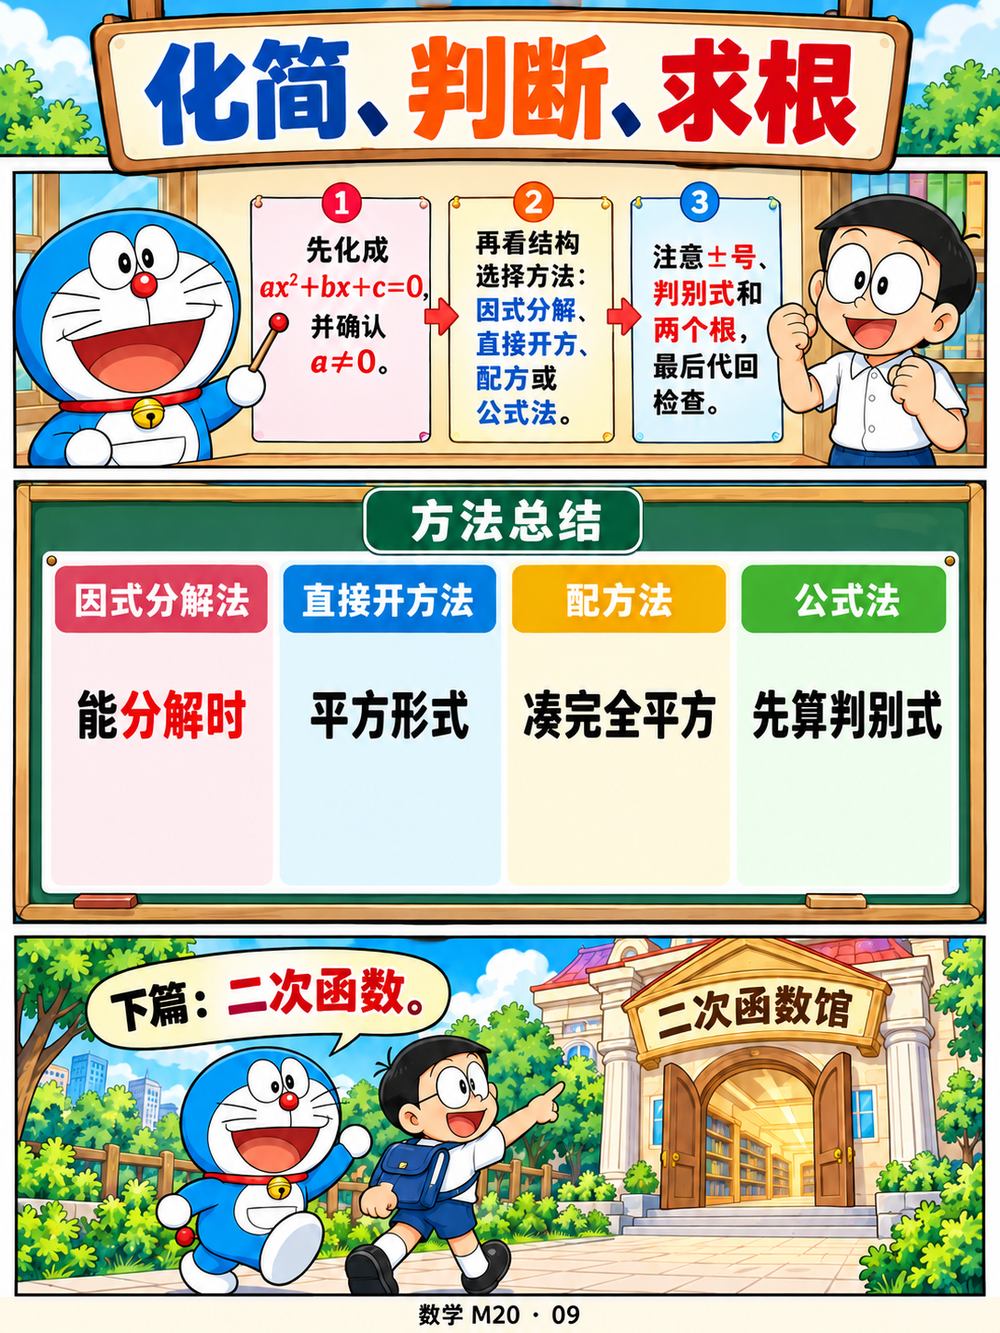 化简、判断、求根
1
先化成
ax²+bx+c=0,
并确认
a≠0。
2
再看结构
选择方法：
因式分解、
直接开方、
配方或
公式法。
3
注意±号、
判别式和
两个根，
最后代回
检查。
方法总结
因式分解法
能分解时
直接开方法
平方形式
配方法
凑完全平方
公式法
先算判别式
下篇：二次函数。
二次函数馆
数学 M20 · 09